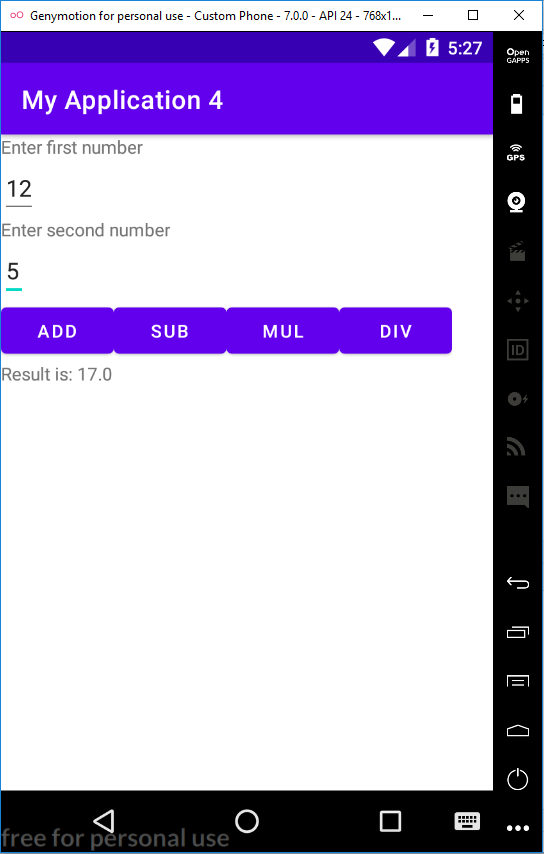 Genymotion for personal use - Custom Phone - 7.0.0 - API 24 - 768x1...
5:27
Open
GAPPS
My Application 4
GPS
Enter first number
12
Enter second number
5
ADD SUB MUL DIV
ID
Result is: 17.0
free for personal use